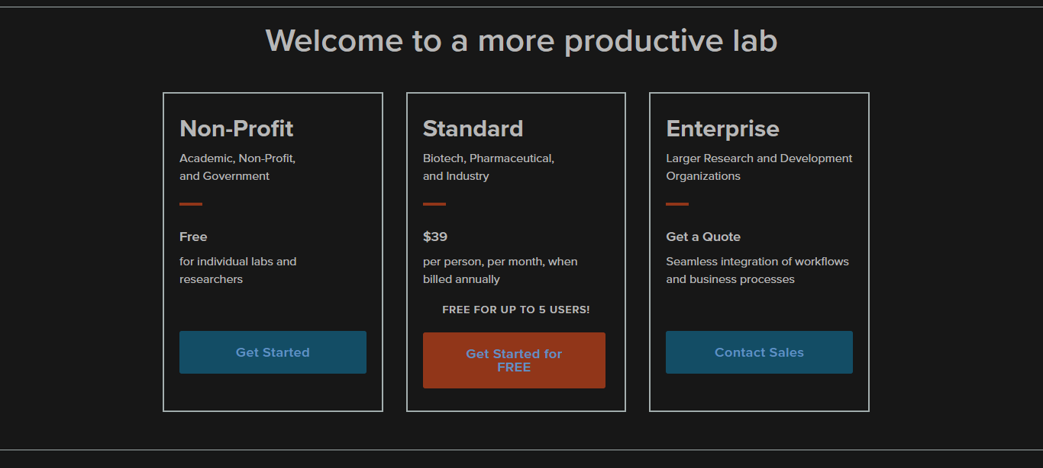 Welcome to a more productive lab
Non-Profit
Academic, Non-Profit,
and Government
Free
for individual labs and
researchers
Get Started
Standard
Biotech, Pharmaceutical,
and Industry
$39
per person, per month, when
billed annually
FREE FOR UP TO 5 USERS!
Get Started for
FREE
Enterprise
Larger Research and Development
Organizations
Get a Quote
Seamless integration of workflows
and business processes
Contact Sales